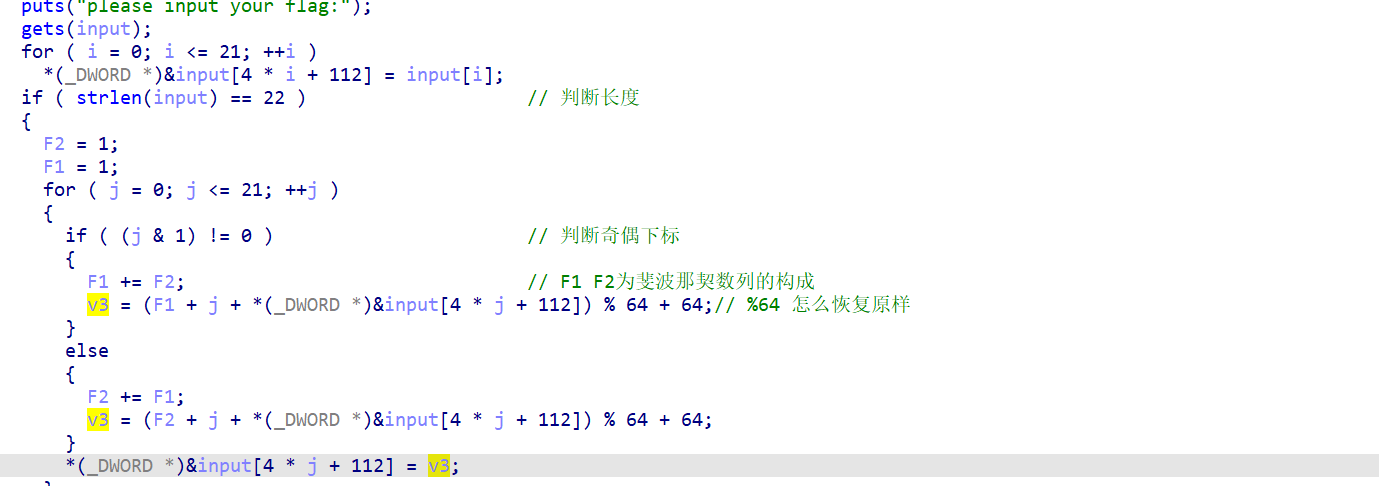 puts("please input your flag:");
gets(input);
for ( i = 0; i <= 21; ++i )
*(_DWORD *)&input[4 * i + 112] = input[i];
if ( strlen(input) == 22 ) // 判断长度
{
F2 = 1;
F1 = 1;
for ( j = 0; j <= 21; ++j )
{
if ( (j & 1) != 0 ) // 判断奇偶下标
{
F1 += F2; // F1 F2为斐波那契数列的构成
v3 = (F1 + j + *(_DWORD *)&input[4 * j + 112]) % 64 + 64;// %64 怎么恢复原样
}
else
{
F2 += F1;
v3 = (F2 + j + *(_DWORD *)&input[4 * j + 112]) % 64 + 64;
}
*(_DWORD *)&input[4 * j + 112] = v3;